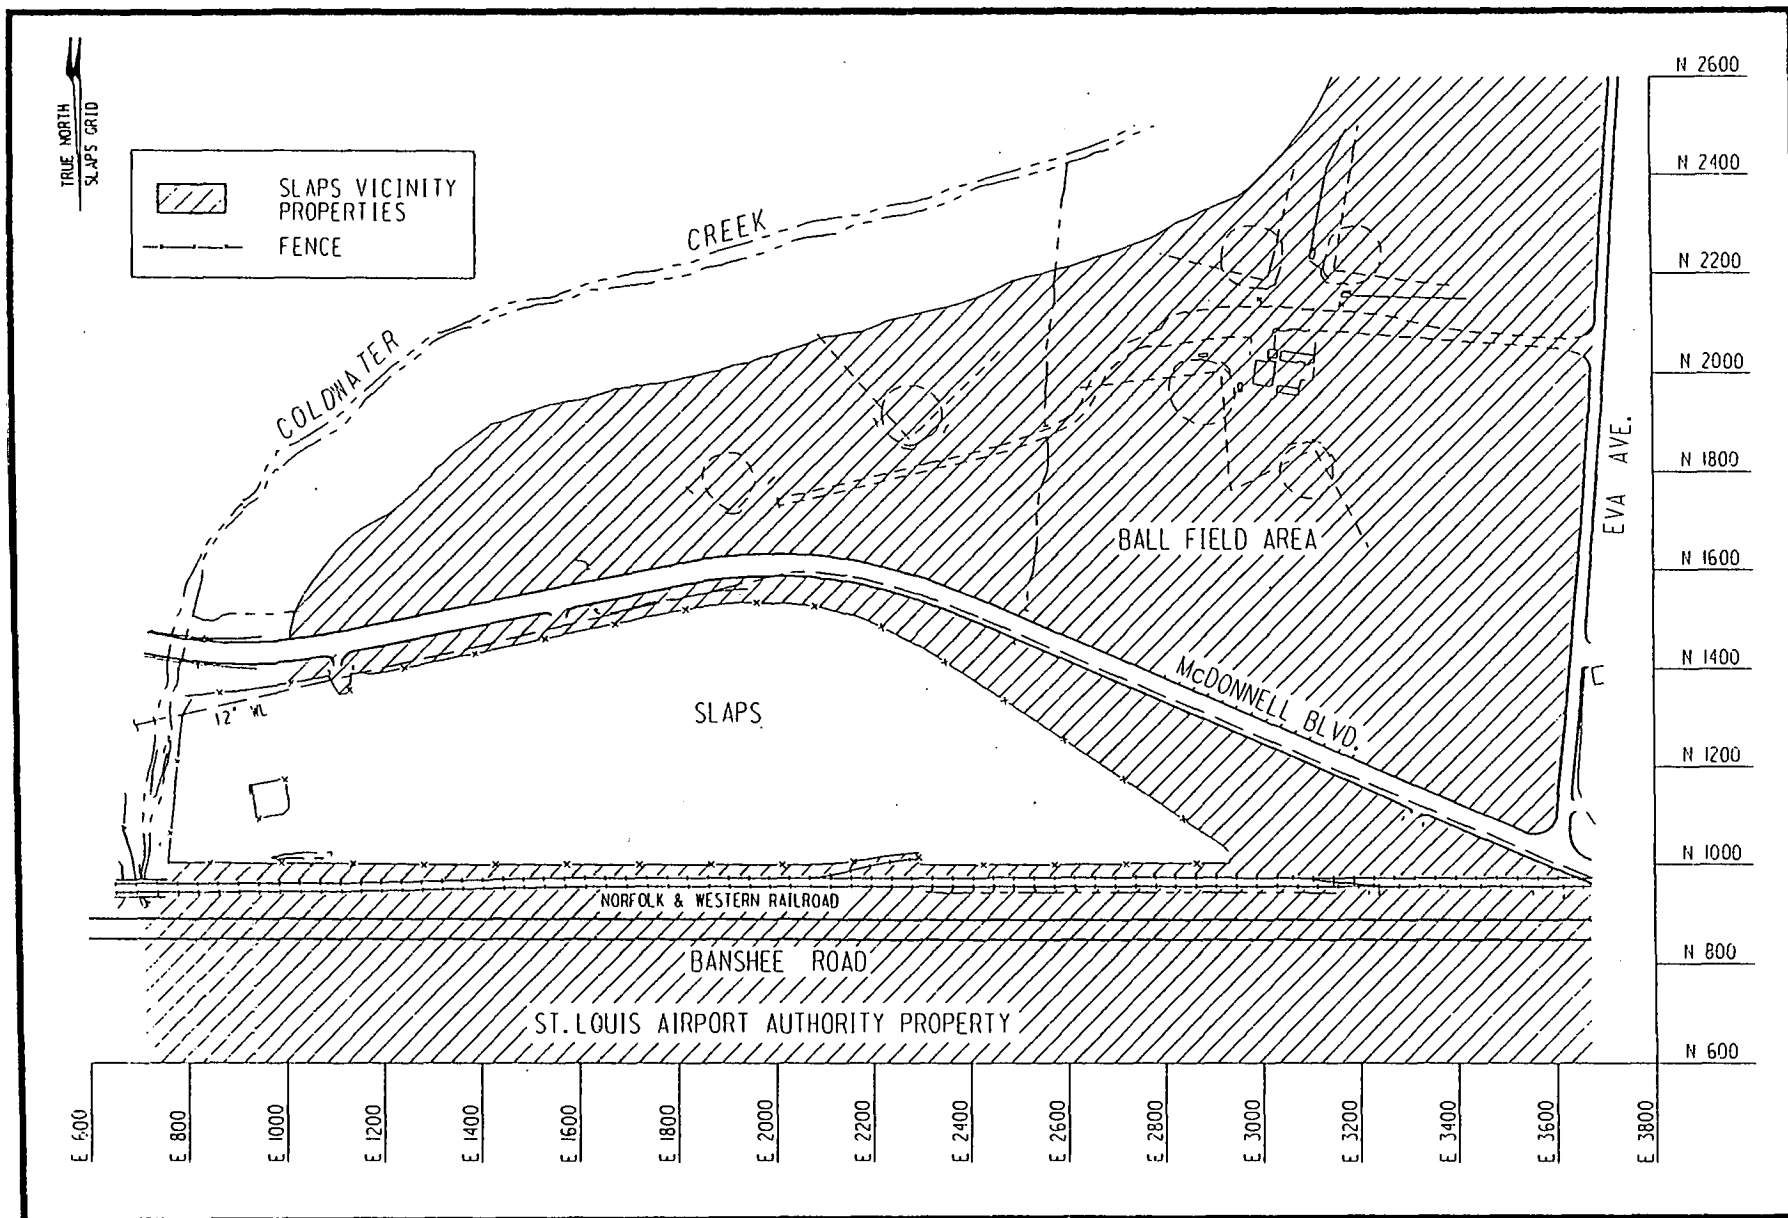 TRUE NORTH
SLAPS GRID
SLAPS VICINITY
PROPERTIES
FENCE
COLDWATER CREEK
N 2600
N 2400
N 2200
N 2000
N 1800
N 1600
N 1400
N 1200
N 1000
N 800
N 600
EVA AVE.
BALL FIELD AREA
McDONNELL BLVD.
SLAPS
12" WL
NORFOLK & WESTERN RAILROAD
BANSHEE ROAD
ST. LOUIS AIRPORT AUTHORITY PROPERTY
E 600
E 800
E 1000
E 1200
E 1400
E 1600
E 1800
E 2000
E 2200
E 2400
E 2600
E 2800
E 3000
E 3200
E 3400
E 3600
E 3800